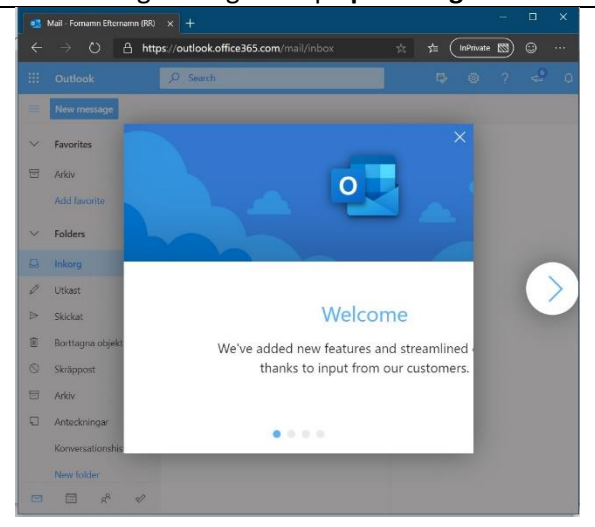 Mail - Fornamn Efternamn (RR)
InPrivate
https://outlook.office365.com/mail/inbox
Outlook
Search
New message
Favorites
Arkiv
Add favorite
Folders
Inkorg
Utkast
Skickat
Borttagna objekt
Skräppost
Arkiv
Anteckningar
Konversationshis
New folder
O
Welcome
We've added new features and streamlined
thanks to input from our customers.